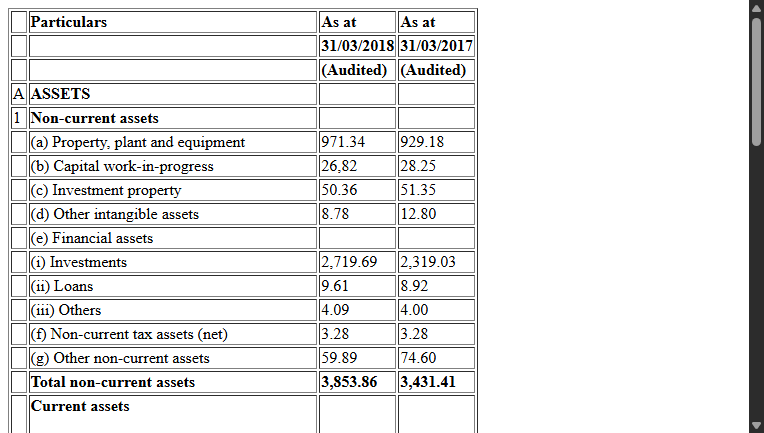 Particulars As at As at
31/03/2018 31/03/2017
(Audited) (Audited)
A ASSETS
1 Non-current assets
(a) Property, plant and equipment 971.34 929.18
(b) Capital work-in-progress 26,82 28.25
(c) Investment property 50.36 51.35
(d) Other intangible assets 8.78 12.80
(e) Financial assets
(i) Investments 2,719.69 2,319.03
(ii) Loans 9.61 8.92
(iii) Others 4.09 4.00
(f) Non-current tax assets (net) 3.28 3.28
(g) Other non-current assets 59.89 74.60
Total non-current assets 3,853.86 3,431.41
Current assets